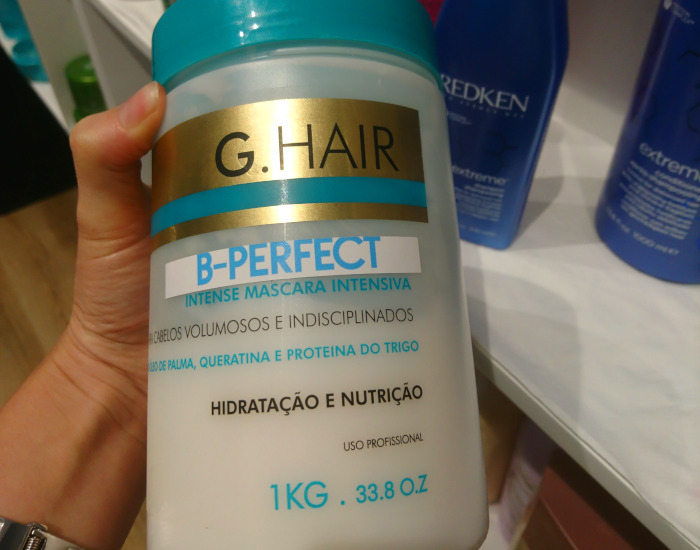 G.HAIR
B-PERFECT
INTENSE MASCARA INTENSIVA
CABELOS VOLUMOSOS E INDISCIPLINADOS
DE PALMA, QUERATINA E PROTEINA DO TRIGO
HIDRATAÇÃO E NUTRIÇÃO
USO PROFISSIONAL
1KG . 33.8 O.Z
REDKEN
extreme
extreme